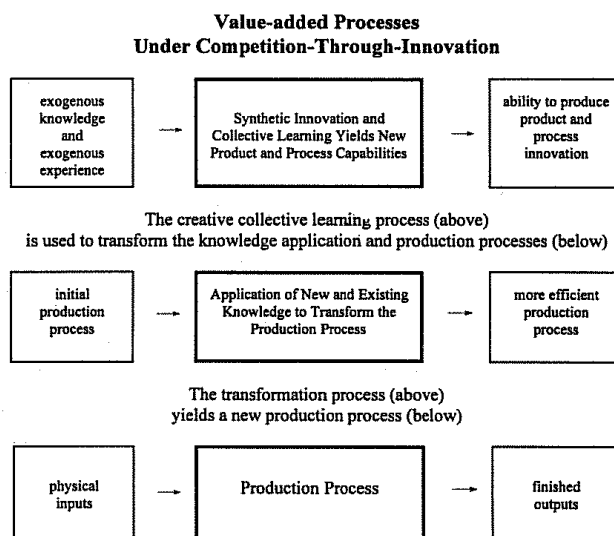 Value-added Processes
Under Competition-Through-Innovation
exogenous
knowledge
and
exogenous
experience
Synthetic Innovation and
Collective Learning Yields New
Product and Process Capabilities
ability to produce
product and
process
innovation
The creative collective learning process (above)
is used to transform the knowledge application and production processes (below)
initial
production
process
Application of New and Existing
Knowledge to Transform the
Production Process
more efficient
production
process
The transformation process (above)
yields a new production process (below)
physical
inputs
Production Process
finished
outputs